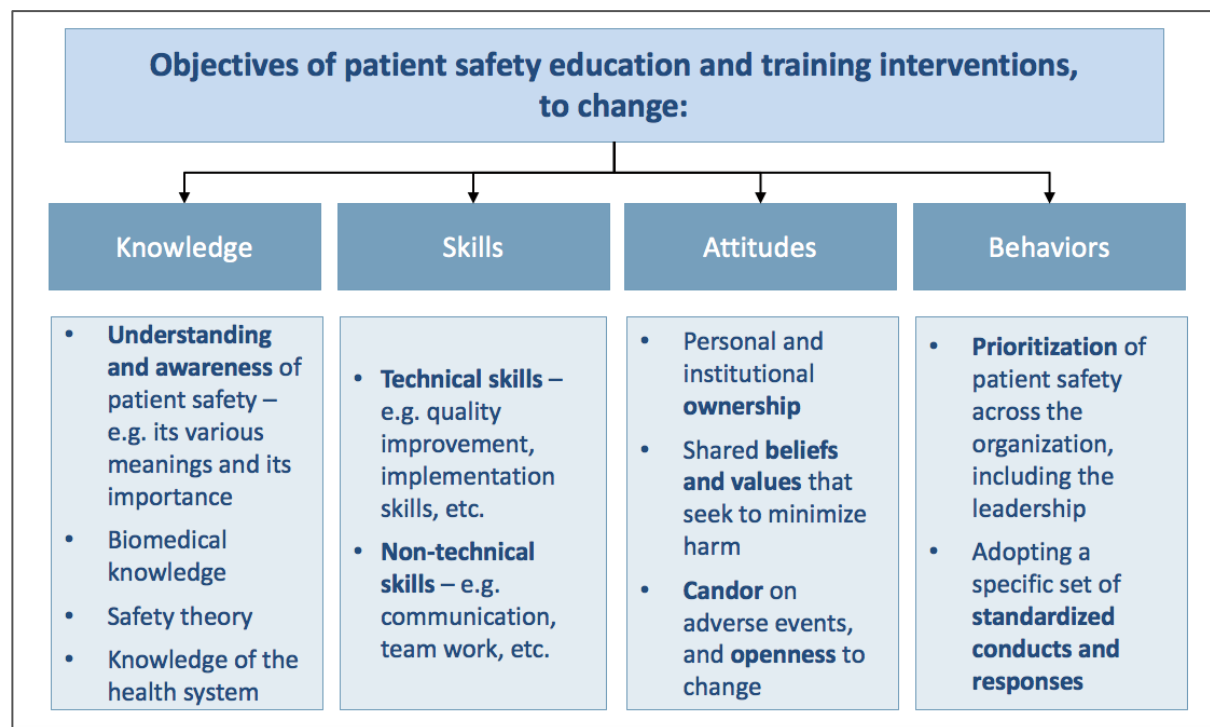 Objectives of patient safety education and training interventions,
to change:
Knowledge
Skills
Attitudes
Behaviors
• Understanding
and awareness of
patient safety –
e.g. its various
meanings and its
importance
• Biomedical
knowledge
• Safety theory
• Knowledge of the
health system
• Technical skills –
e.g. quality
improvement,
implementation
skills, etc.
• Non-technical
skills – e.g.
communication,
team work, etc.
• Personal and
institutional
ownership
• Shared beliefs
and values that
seek to minimize
harm
• Candor on
adverse events,
and openness to
change
• Prioritization of
patient safety
across the
organization,
including the
leadership
• Adopting a
specific set of
standardized
conducts and
responses